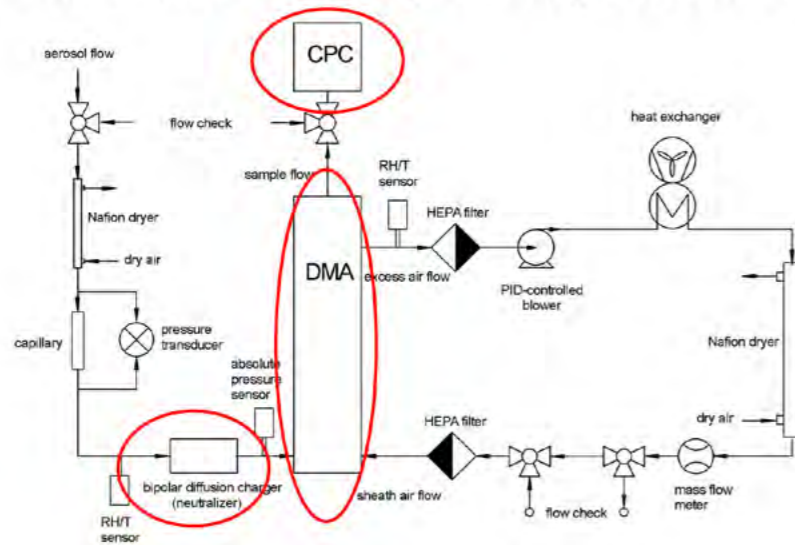 CPC
aerosol flow
flow check
heat exchanger
sample flow
RH/T
sensor
HEPA filter
Nafion dryer
DMA
excess air flow
dry air
PID-controlled
blower
capillary
pressure
transducer
Nafion dryer
absolute
pressure
sensor
HEPA filter
dry air
bipolar diffusion charger
(neutralizer)
sheath air flow
mass flow
meter
RH/T
sensor
flow check